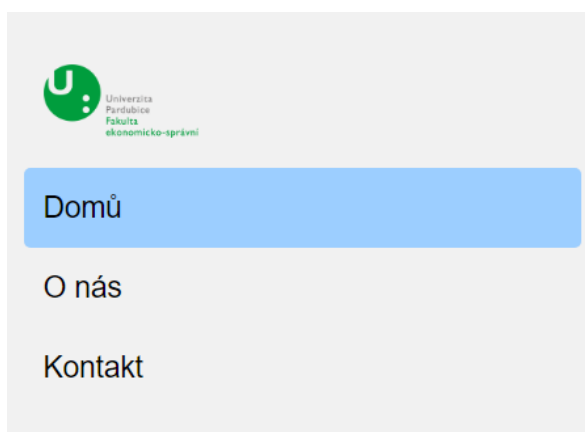 U:
Univerzita
Pardubice
Fakulta
ekonomicko-správní
Domů
O nás
Kontakt